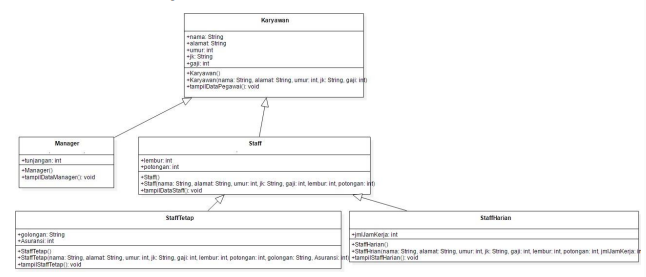 Karyawan
+nama: String
+alamat: String
+umur: int
+jk: String
+gaji: int
+Karyawan()
+Karyawan(nama: String, alamat: String, umur: int, jk: String, gaji: int)
+tampilDataPegawai(): void
Manager
+tunjangan: int
+Manager()
+tampilDataManager(): void
Staff
+lembur: int
+potongan: int
+Staff()
+Staff(nama: String, alamat: String, umur: int, jk: String, gaji: int, lembur: int, potongan: int)
+tampilDataStaff(): void
StaffTetap
+golongan: String
+Asuransi: int
+StaffTetap()
+StaffTetap(nama: String, alamat: String, umur: int, jk: String, gaji: int, lembur: int, potongan: int, golongan: String, Asuransi: int)
+tampilStaffTetap(): void
StaffHarian
+jmlJamKerja: int
+StaffHarian()
+StaffHrian(nama: String, alamat: String, umur: int, jk: String, gaji: int, lembur: int, potongan: int, jmlJamKerja:
+tampilStaffHarian(): void